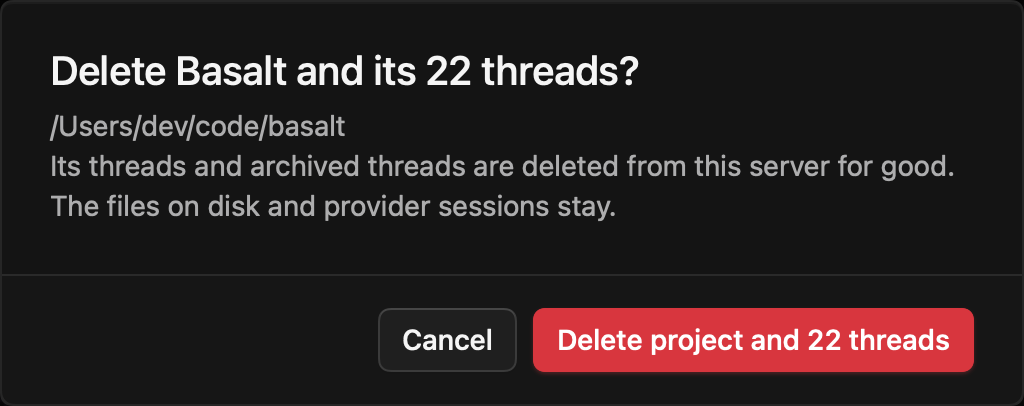 Delete Basalt and its 22 threads?
/Users/dev/code/basalt
Its threads and archived threads are deleted from this server for good.
The files on disk and provider sessions stay.
Cancel
Delete project and 22 threads